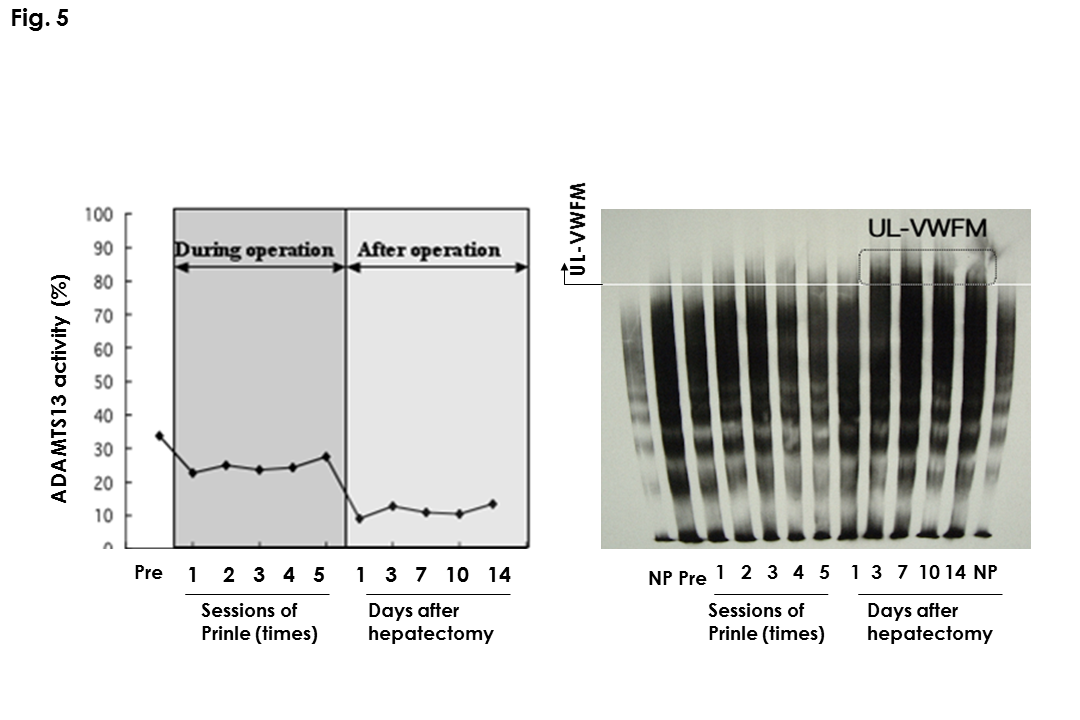 Fig. 5
ADAMTS13 activity (%)
100
90
80
70
60
50
40
30
20
10
0
During operation
After operation
Pre
1 2 3 4 5
1 3 7 10 14
Sessions of
Prinle (times)
Days after
hepatectomy
UL-VWFM
UL-VWFM
NP Pre 1 2 3 4 5 1 3 7 10 14 NP
Sessions of
Prinle (times)
Days after
hepatectomy